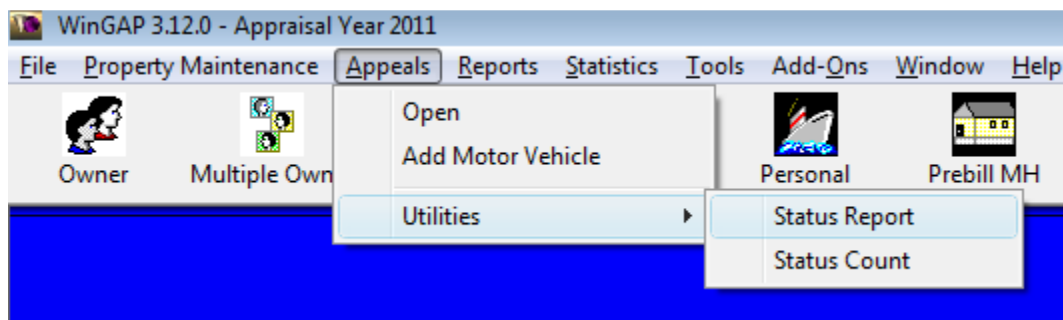 WinGAP 3.12.0 - Appraisal Year 2011
File Property Maintenance Appeals Reports Statistics Tools Add-Ons Window Help
Open
Add Motor Vehicle
Owner Multiple Own Personal Prebill MH
Utilities Status Report
Status Count